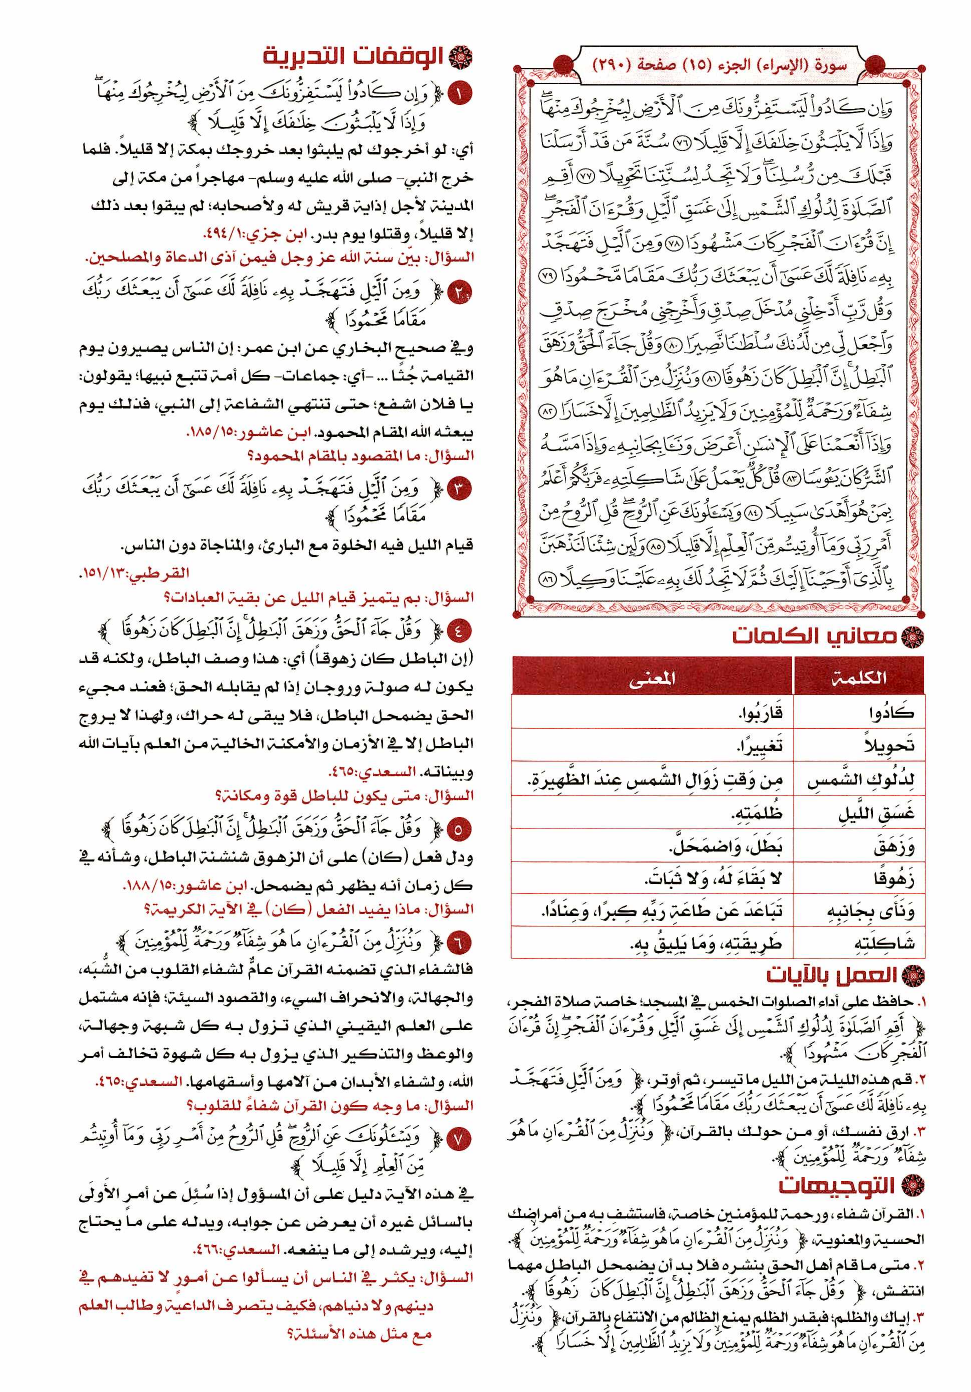 سورة (الإسراء) الجزء (١٥) صفحة (٢٩٠)
وَإِن كَادُوا۟ لَيَسْتَفِزُّونَكَ مِنَ ٱلْأَرْضِ لِيُخْرِجُوكَ مِنْهَا ۖ
وَإِذًا لَّا يَلْبَثُونَ خِلَٰفَكَ إِلَّا قَلِيلًا ٧٦ سُنَّةَ مَن قَدْ أَرْسَلْنَا
قَبْلَكَ مِن رُّسُلِنَا ۖ وَلَا تَجِدُ لِسُنَّتِنَا تَحْوِيلًا ٧٧ أَقِمِ
ٱلصَّلَوٰةَ لِدُلُوكِ ٱلشَّمْسِ إِلَىٰ غَسَقِ ٱلَّيْلِ وَقُرْءَانَ ٱلْفَجْرِ ۖ
إِنَّ قُرْءَانَ ٱلْفَجْرِ كَانَ مَشْهُودًا ٧٨ وَمِنَ ٱلَّيْلِ فَتَهَجَّدْ
بِهِۦ نَافِلَةً لَّكَ عَسَىٰٓ أَن يَبْعَثَكَ رَبُّكَ مَقَامًا مَّحْمُودًا ٧٩
وَقُل رَّبِّ أَدْخِلْنِى مُدْخَلَ صِدْقٍ وَأَخْرِجْنِى مُخْرَجَ صِدْقٍ
وَٱجْعَل لِّى مِن لَّدُنكَ سُلْطَٰنًا نَّصِيرًا ٨٠ وَقُلْ جَآءَ ٱلْحَقُّ وَزَهَقَ
ٱلْبَٰطِلُ ۚ إِنَّ ٱلْبَٰطِلَ كَانَ زَهُوقًا ٨١ وَنُنَزِّلُ مِنَ ٱلْقُرْءَانِ مَا هُوَ
شِفَآءٌ وَرَحْمَةٌ لِّلْمُؤْمِنِينَ وَلَا يَزِيدُ ٱلظَّٰلِمِينَ إِلَّا خَسَارًا ٨٢
وَإِذَآ أَنْعَمْنَا عَلَى ٱلْإِنسَٰنِ أَعْرَضَ وَنَـَٔا بِجَانِبِهِۦ وَإِذَا مَسَّهُ
ٱلشَّرُّ كَانَ يَـُٔوسًا ٨٣ قُلْ كُلٌّ يَعْمَلُ عَلَىٰ شَاكِلَتِهِۦ فَرَبُّكُمْ أَعْلَمُ
بِمَنْ هُوَ أَهْدَىٰ سَبِيلًا ٨٤ وَيَسْـَٔلُونَكَ عَنِ ٱلرُّوحِ ۖ قُلِ ٱلرُّوحُ مِنْ
أَمْرِ رَبِّى وَمَآ أُوتِيتُم مِّنَ ٱلْعِلْمِ إِلَّا قَلِيلًا ٨٥ وَلَئِن شِئْنَا لَنَذْهَبَنَّ
بِٱلَّذِىٓ أَوْحَيْنَآ إِلَيْكَ ثُمَّ لَا تَجِدُ لَكَ بِهِۦ عَلَيْنَا وَكِيلًا ٨٦
معاني الكلمات
الكلمة المعنى
كَادُوا قَارَبُوا.
تَحوِيلاً تَغيِيرًا.
لِدُلُوكِ الشَّمسِ مِن وَقتِ زَوَالِ الشَّمسِ عِندَ الظَّهِيرَةِ.
غَسَقِ اللَّيلِ ظُلمَتِهِ.
وَزَهَقَ بَطَلَ، وَاضمَحَلَّ.
زَهُوقًا لا بَقَاءَ لَهُ، وَلا ثَبَاتَ.
وَنَأَى بِجَانِبِهِ تَبَاعَدَ عَن طَاعَةِ رَبِّهِ كِبرًا، وَعِنَادًا.
شَاكِلَتِهِ طَرِيقَتِهِ، وَمَا يَلِيقُ بِهِ.
العمل بالآيات
١. حافظ على أداء الصلوات الخمس في المسجد؛ خاصة صلاة الفجر،
﴿ أَقِمِ ٱلصَّلَوٰةَ لِدُلُوكِ ٱلشَّمْسِ إِلَىٰ غَسَقِ ٱلَّيْلِ وَقُرْءَانَ ٱلْفَجْرِ ۖ إِنَّ قُرْءَانَ
ٱلْفَجْرِ كَانَ مَشْهُودًا ﴾.
٢. قم هذه الليلة من الليل ما تيسر، ثم أوتر، ﴿ وَمِنَ ٱلَّيْلِ فَتَهَجَّدْ
بِهِۦ نَافِلَةً لَّكَ عَسَىٰٓ أَن يَبْعَثَكَ رَبُّكَ مَقَامًا مَّحْمُودًا ﴾.
٣. ارق نفسك، أو من حولك بالقرآن، ﴿ وَنُنَزِّلُ مِنَ ٱلْقُرْءَانِ مَا هُوَ
شِفَآءٌ وَرَحْمَةٌ لِّلْمُؤْمِنِينَ ﴾.
التوجيهات
١. القرآن شفاء، ورحمة للمؤمنين خاصة، فاستشف به من أمراضك
الحسية والمعنوية، ﴿ وَنُنَزِّلُ مِنَ ٱلْقُرْءَانِ مَا هُوَ شِفَآءٌ وَرَحْمَةٌ لِّلْمُؤْمِنِينَ ﴾.
٢. متى ما قام أهل الحق بنشره فلا بد أن يضمحل الباطل مهما
انتفش، ﴿ وَقُلْ جَآءَ ٱلْحَقُّ وَزَهَقَ ٱلْبَٰطِلُ ۚ إِنَّ ٱلْبَٰطِلَ كَانَ زَهُوقًا ﴾.
٣. إياك والظلم؛ فبقدر الظلم يمنع الظالم من الانتفاع بالقرآن، ﴿ وَنُنَزِّلُ
مِنَ ٱلْقُرْءَانِ مَا هُوَ شِفَآءٌ وَرَحْمَةٌ لِّلْمُؤْمِنِينَ ۙ وَلَا يَزِيدُ ٱلظَّٰلِمِينَ إِلَّا خَسَارًا ﴾.
الوقفات التدبرية
١ ﴿ وَإِن كَادُوا۟ لَيَسْتَفِزُّونَكَ مِنَ ٱلْأَرْضِ لِيُخْرِجُوكَ مِنْهَا ۖ
وَإِذًا لَّا يَلْبَثُونَ خِلَٰفَكَ إِلَّا قَلِيلًا ﴾
أي: لو أخرجوك لم يلبثوا بعد خروجك بمكة إلا قليلاً. فلما
خرج النبي- صلى الله عليه وسلم- مهاجراً من مكة إلى
المدينة لأجل إذاية قريش له ولأصحابه؛ لم يبقوا بعد ذلك
إلا قليلاً، وقتلوا يوم بدر. ابن جزي:١/٤٩٤.
السؤال: بيّن سنة الله عز وجل فيمن آذى الدعاة والمصلحين.
٢ ﴿ وَمِنَ ٱلَّيْلِ فَتَهَجَّدْ بِهِۦ نَافِلَةً لَّكَ عَسَىٰٓ أَن يَبْعَثَكَ رَبُّكَ
مَقَامًا مَّحْمُودًا ﴾
وفي صحيح البخاري عن ابن عمر: إن الناس يصيرون يوم
القيامة جُثًا ... -أي: جماعات- كل أمة تتبع نبيها؛ يقولون:
يا فلان اشفع؛ حتى تنتهي الشفاعة إلى النبي، فذلك يوم
يبعثه الله المقام المحمود. ابن عاشور:١٨٥/١٥.
السؤال: ما المقصود بالمقام المحمود؟
٣ ﴿ وَمِنَ ٱلَّيْلِ فَتَهَجَّدْ بِهِۦ نَافِلَةً لَّكَ عَسَىٰٓ أَن يَبْعَثَكَ رَبُّكَ
مَقَامًا مَّحْمُودًا ﴾
قيام الليل فيه الخلوة مع البارئ، والمناجاة دون الناس.
القرطبي:١٥١/١٣.
السؤال: بم يتميز قيام الليل عن بقية العبادات؟
٤ ﴿ وَقُلْ جَآءَ ٱلْحَقُّ وَزَهَقَ ٱلْبَٰطِلُ ۚ إِنَّ ٱلْبَٰطِلَ كَانَ زَهُوقًا ﴾
(إن الباطل كان زهوقاً) أي: هذا وصف الباطل، ولكنه قد
يكون له صولة وروجان إذا لم يقابله الحق؛ فعند مجيء
الحق يضمحل الباطل، فلا يبقى له حراك، ولهذا لا يروج
الباطل إلا في الأزمان والأمكنة الخالية من العلم بآيات الله
وبيناته. السعدي:٤٦٥.
السؤال: متى يكون للباطل قوة ومكانة؟
٥ ﴿ وَقُلْ جَآءَ ٱلْحَقُّ وَزَهَقَ ٱلْبَٰطِلُ ۚ إِنَّ ٱلْبَٰطِلَ كَانَ زَهُوقًا ﴾
ودل فعل (كان) على أن الزهوق شنشنة الباطل، وشأنه في
كل زمان أنه يظهر ثم يضمحل. ابن عاشور:١٨٨/١٥.
السؤال: ماذا يفيد الفعل (كان) في الآية الكريمة؟
٦ ﴿ وَنُنَزِّلُ مِنَ ٱلْقُرْءَانِ مَا هُوَ شِفَآءٌ وَرَحْمَةٌ لِّلْمُؤْمِنِينَ ﴾
فالشفاء الذي تضمنه القرآن عامٌّ لشفاء القلوب من الشُّبَه،
والجهالة، والانحراف السيء، والقصود السيئة؛ فإنه مشتمل
على العلم اليقيني الذي تزول به كل شبهة وجهالة،
والوعظ والتذكير الذي يزول به كل شهوة تخالف أمر
الله، ولشفاء الأبدان من آلامها وأسقهامها. السعدي:٤٦٥.
السؤال: ما وجه كون القرآن شفاءً للقلوب؟
٧ ﴿ وَيَسْـَٔلُونَكَ عَنِ ٱلرُّوحِ ۖ قُلِ ٱلرُّوحُ مِنْ أَمْرِ رَبِّى وَمَآ أُوتِيتُم
مِّنَ ٱلْعِلْمِ إِلَّا قَلِيلًا ﴾
في هذه الآية دليل على أن المسؤول إذا سُئِلَ عن أمرٍ الأولَى
بالسائل غيره أن يعرض عن جوابه، ويدله على ما يحتاج
إليه، ويرشده إلى ما ينفعه. السعدي:٤٦٦.
السؤال: يكثر في الناس أن يسألوا عن أمورٍ لا تفيدهم في
دينهم ولا دنياهم، فكيف يتصرف الداعية وطالب العلم
مع مثل هذه الأسئلة؟